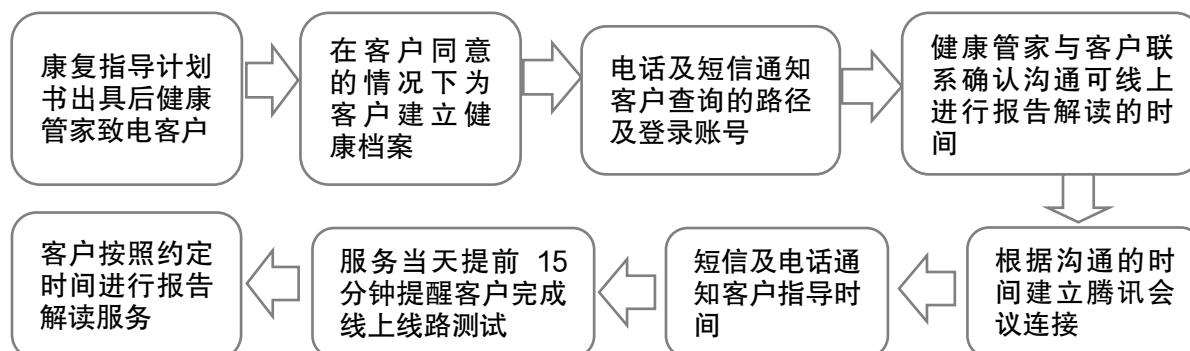 康复指导计划
书出具后健康
管家致电客户
在客户同意
的情况下为
客户建立健
康档案
电话及短信通知
客户查询的路径
及登录账号
健康管家与客户联
系确认沟通可线上
进行报告解读的时
间
根据沟通的时
间建立腾讯会
议连接
短信及电话通
知客户指导时
间
服务当天提前 15
分钟提醒客户完成
线上线路测试
客户按照约定
时间进行报告
解读服务